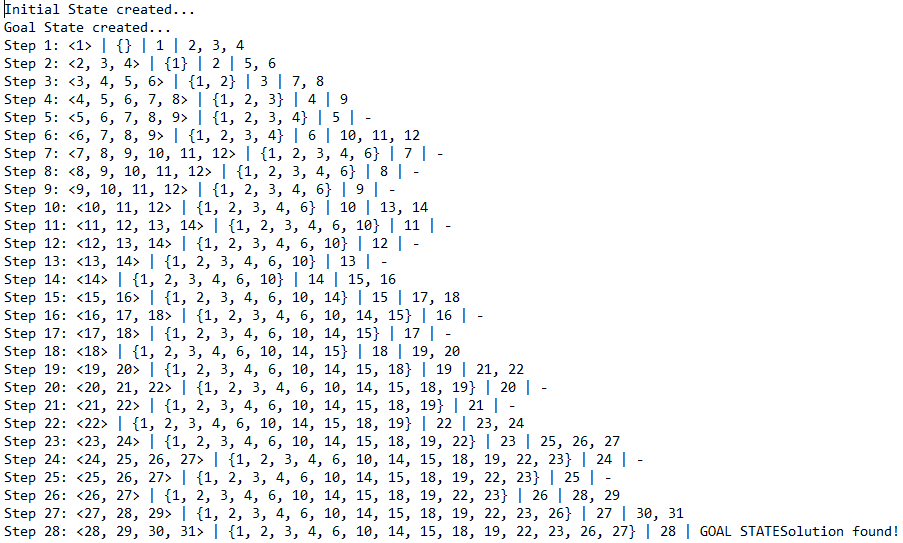 Initial State created...
Goal State created...
Step 1: <1> | {} | 1 | 2, 3, 4
Step 2: <2, 3, 4> | {1} | 2 | 5, 6
Step 3: <3, 4, 5, 6> | {1, 2} | 3 | 7, 8
Step 4: <4, 5, 6, 7, 8> | {1, 2, 3} | 4 | 9
Step 5: <5, 6, 7, 8, 9> | {1, 2, 3, 4} | 5 | -
Step 6: <6, 7, 8, 9> | {1, 2, 3, 4} | 6 | 10, 11, 12
Step 7: <7, 8, 9, 10, 11, 12> | {1, 2, 3, 4, 6} | 7 | -
Step 8: <8, 9, 10, 11, 12> | {1, 2, 3, 4, 6} | 8 | -
Step 9: <9, 10, 11, 12> | {1, 2, 3, 4, 6} | 9 | -
Step 10: <10, 11, 12> | {1, 2, 3, 4, 6} | 10 | 13, 14
Step 11: <11, 12, 13, 14> | {1, 2, 3, 4, 6, 10} | 11 | -
Step 12: <12, 13, 14> | {1, 2, 3, 4, 6, 10} | 12 | -
Step 13: <13, 14> | {1, 2, 3, 4, 6, 10} | 13 | -
Step 14: <14> | {1, 2, 3, 4, 6, 10} | 14 | 15, 16
Step 15: <15, 16> | {1, 2, 3, 4, 6, 10, 14} | 15 | 17, 18
Step 16: <16, 17, 18> | {1, 2, 3, 4, 6, 10, 14, 15} | 16 | -
Step 17: <17, 18> | {1, 2, 3, 4, 6, 10, 14, 15} | 17 | -
Step 18: <18> | {1, 2, 3, 4, 6, 10, 14, 15} | 18 | 19, 20
Step 19: <19, 20> | {1, 2, 3, 4, 6, 10, 14, 15, 18} | 19 | 21, 22
Step 20: <20, 21, 22> | {1, 2, 3, 4, 6, 10, 14, 15, 18, 19} | 20 | -
Step 21: <21, 22> | {1, 2, 3, 4, 6, 10, 14, 15, 18, 19} | 21 | -
Step 22: <22> | {1, 2, 3, 4, 6, 10, 14, 15, 18, 19} | 22 | 23, 24
Step 23: <23, 24> | {1, 2, 3, 4, 6, 10, 14, 15, 18, 19, 22} | 23 | 25, 26, 27
Step 24: <24, 25, 26, 27> | {1, 2, 3, 4, 6, 10, 14, 15, 18, 19, 22, 23} | 24 | -
Step 25: <25, 26, 27> | {1, 2, 3, 4, 6, 10, 14, 15, 18, 19, 22, 23} | 25 | -
Step 26: <26, 27> | {1, 2, 3, 4, 6, 10, 14, 15, 18, 19, 22, 23} | 26 | 28, 29
Step 27: <27, 28, 29> | {1, 2, 3, 4, 6, 10, 14, 15, 18, 19, 22, 23, 26} | 27 | 30, 31
Step 28: <28, 29, 30, 31> | {1, 2, 3, 4, 6, 10, 14, 15, 18, 19, 22, 23, 26, 27} | 28 | GOAL STATESolution found!